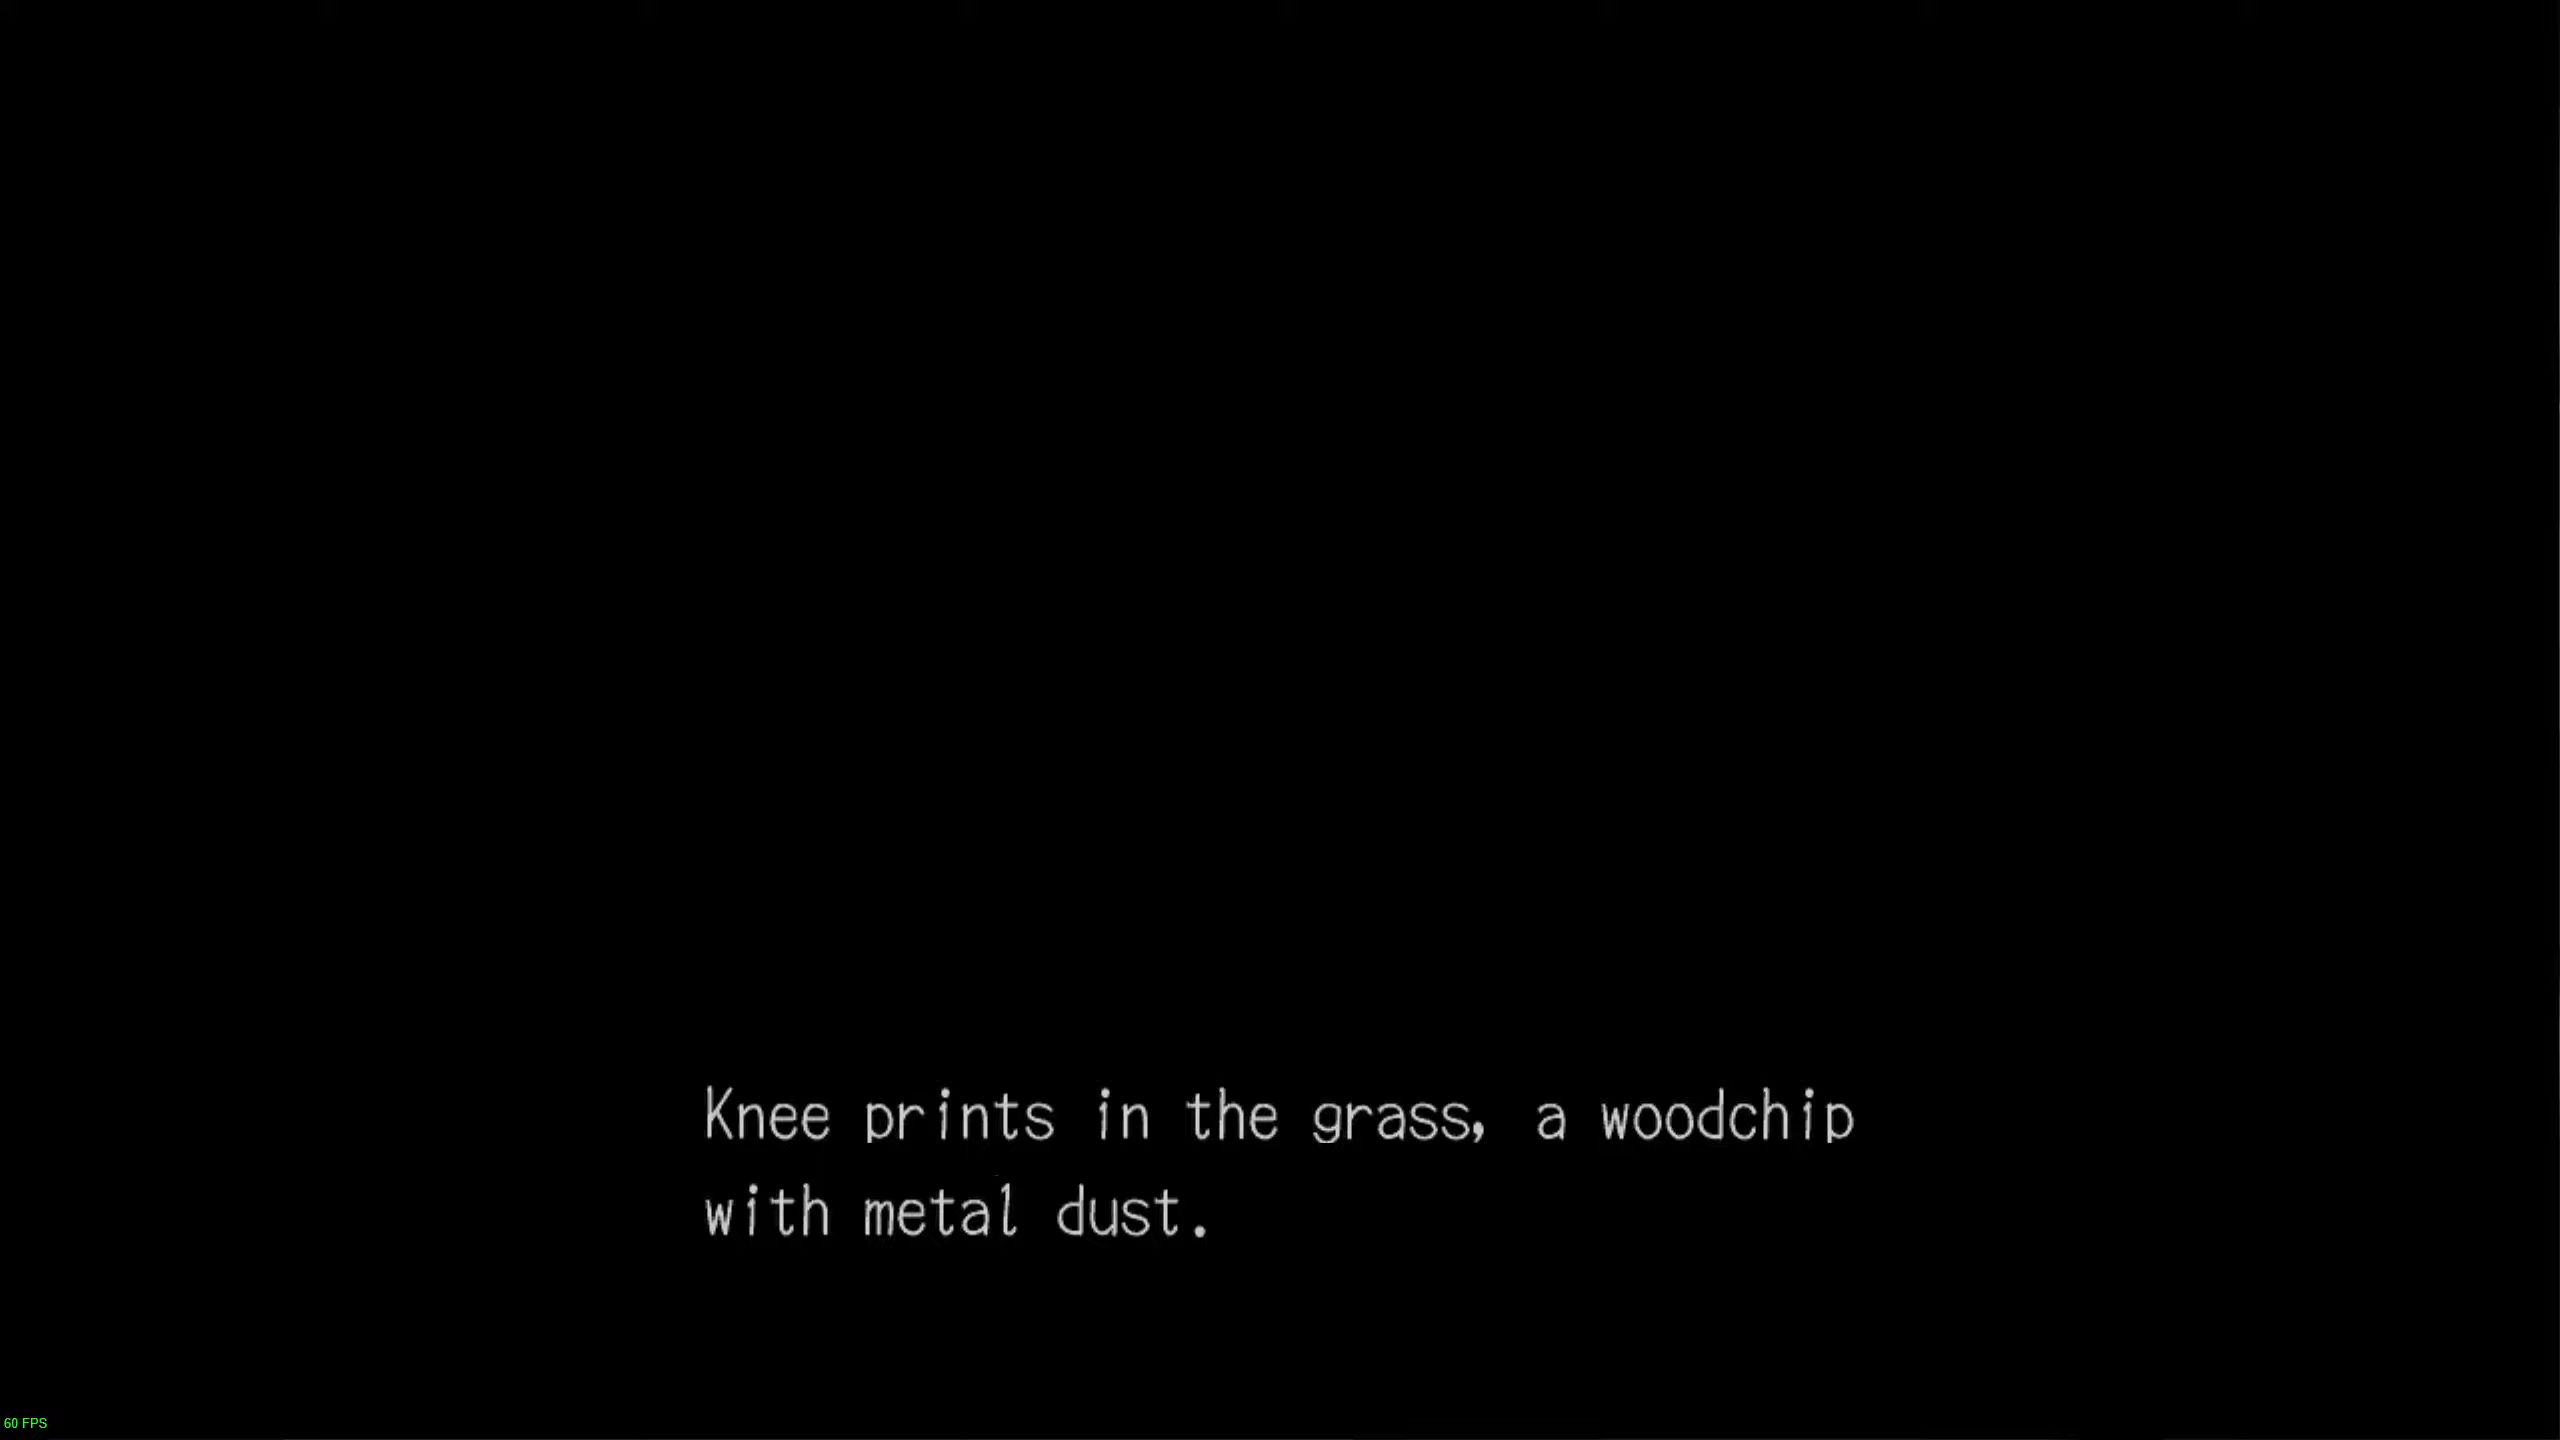 Knee prints in the grass, a woodchip
with metal dust.
60 FPS